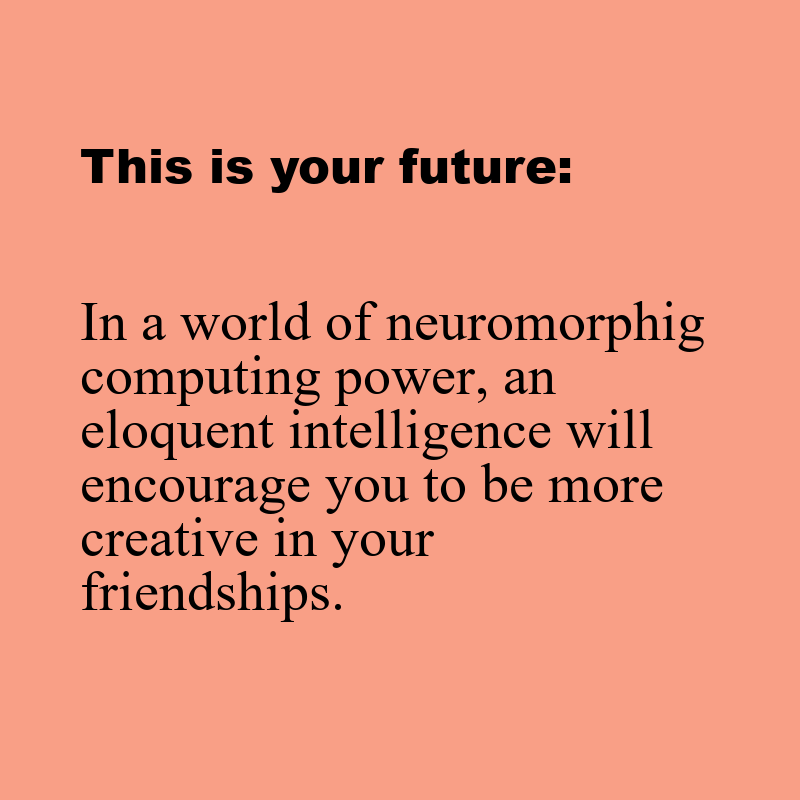 This is your future:
In a world of neuromorphig
computing power, an
eloquent intelligence will
encourage you to be more
creative in your
friendships.